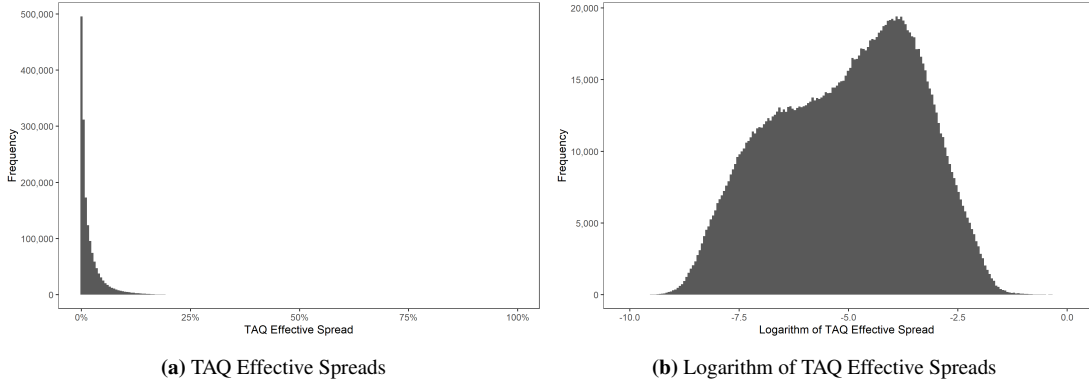 500,000
400,000
300,000
200,000
100,000
0
Frequency
0% 25% 50% 75% 100%
TAQ Effective Spread
(a) TAQ Effective Spreads
20,000
15,000
10,000
5,000
0
Frequency
-10.0 -7.5 -5.0 -2.5 0.0
Logarithm of TAQ Effective Spread
(b) Logarithm of TAQ Effective Spreads